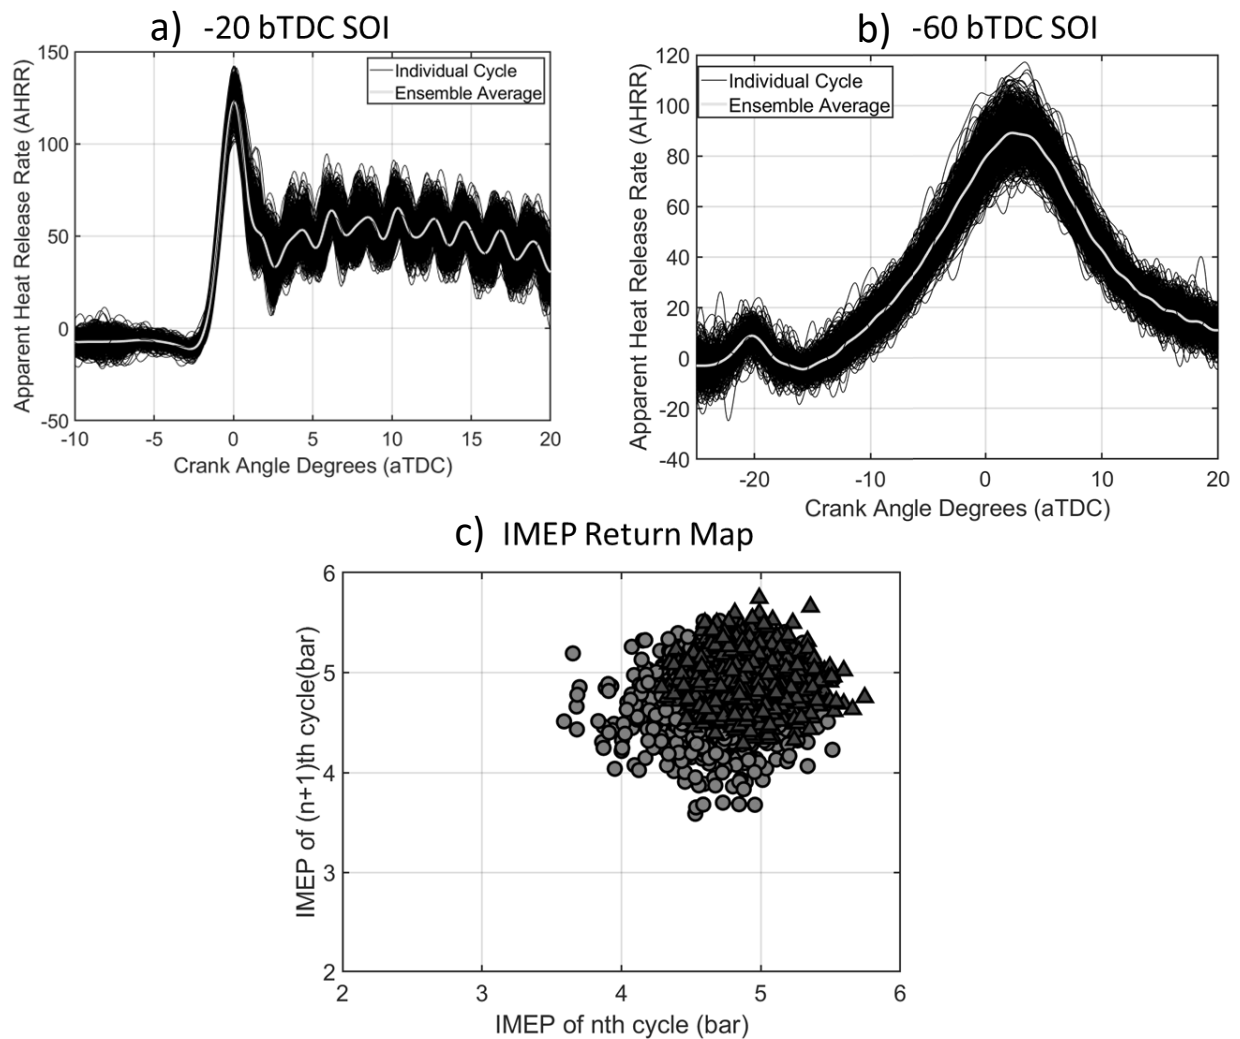 a) -20 bTDC SOI
Apparent Heat Release Rate (AHRR)
150
100
50
0
-50
Individual Cycle
Ensemble Average
-10
-5
0
5
10
15
20
Crank Angle Degrees (aTDC)
b) -60 bTDC SOI
Apparent Heat Release Rate (AHRR)
120
100
80
60
40
20
0
-20
-40
Individual Cycle
Ensemble Average
-20
-10
0
10
20
Crank Angle Degrees (aTDC)
c) IMEP Return Map
IMEP of (n+1)th cycle(bar)
6
5
4
3
2
2
3
4
5
6
IMEP of nth cycle (bar)